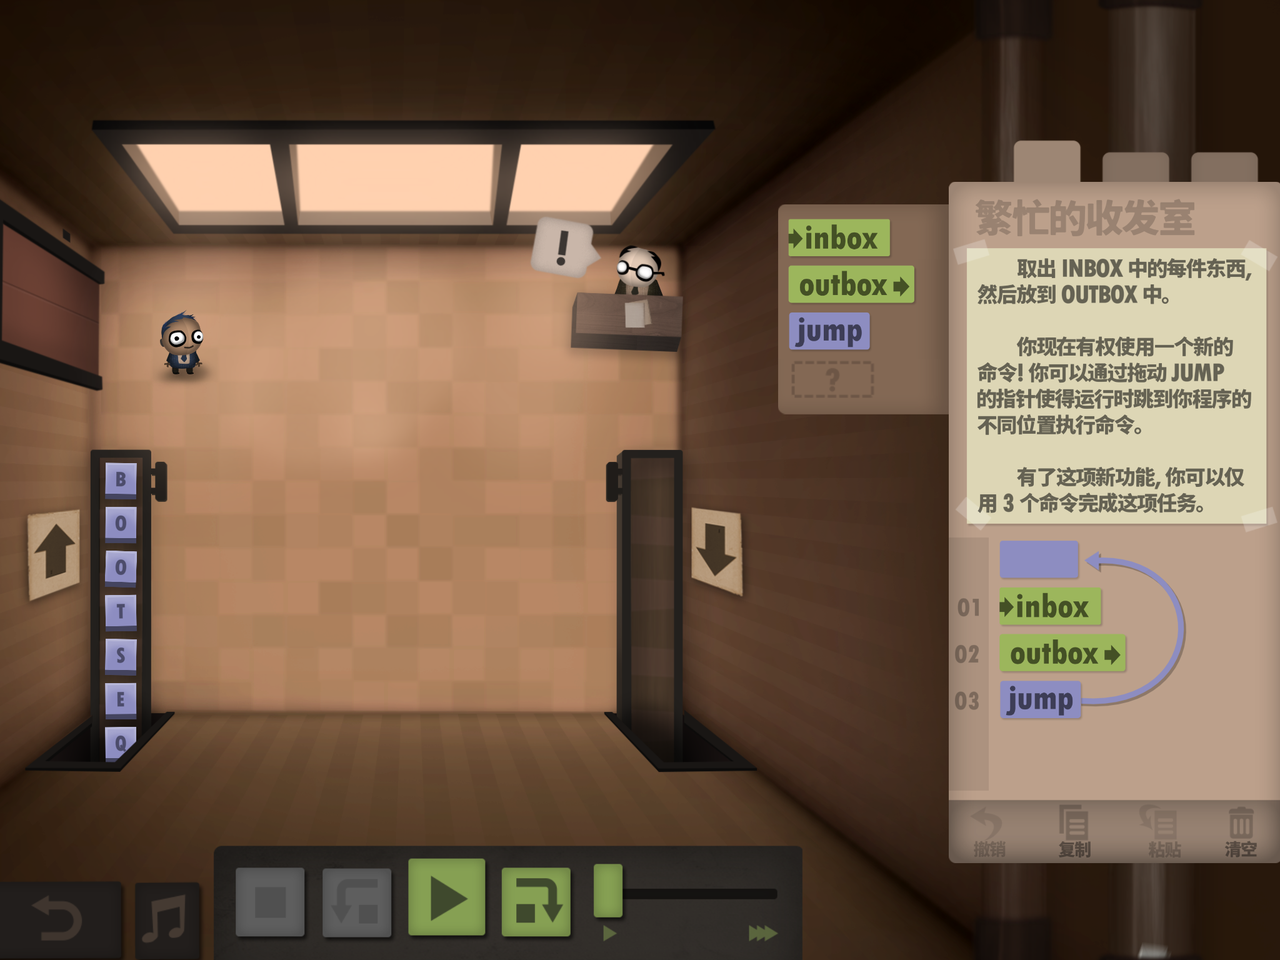 繁忙的收发室
取出 INBOX 中的每件东西,
然后放到 OUTBOX 中。
你现在有权使用一个新的
命令! 你可以通过拖动 JUMP
的指针使得运行时跳到你程序的
不同位置执行命令。
有了这项新功能, 你可以仅
用 3 个命令完成这项任务。
inbox
outbox
jump
?
!
B
O
O
T
S
E
Q
01 inbox
02 outbox
03 jump
撤销 复制 粘贴 清空